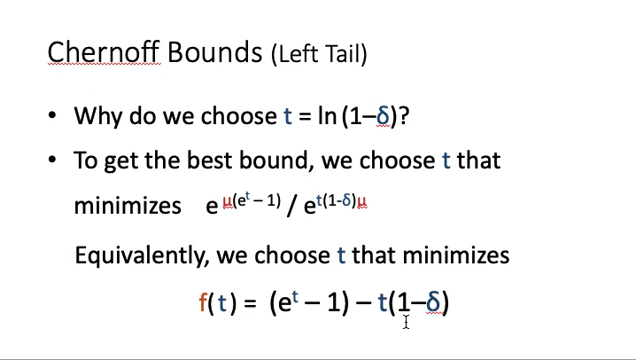 Chernoff Bounds (Left Tail)
• Why do we choose t = ln (1–δ)?
• To get the best bound, we choose t that
minimizes e^μ(e^t – 1) / e^t(1-δ)μ
Equivalently, we choose t that minimizes
f(t) = (e^t – 1) – t(1–δ)